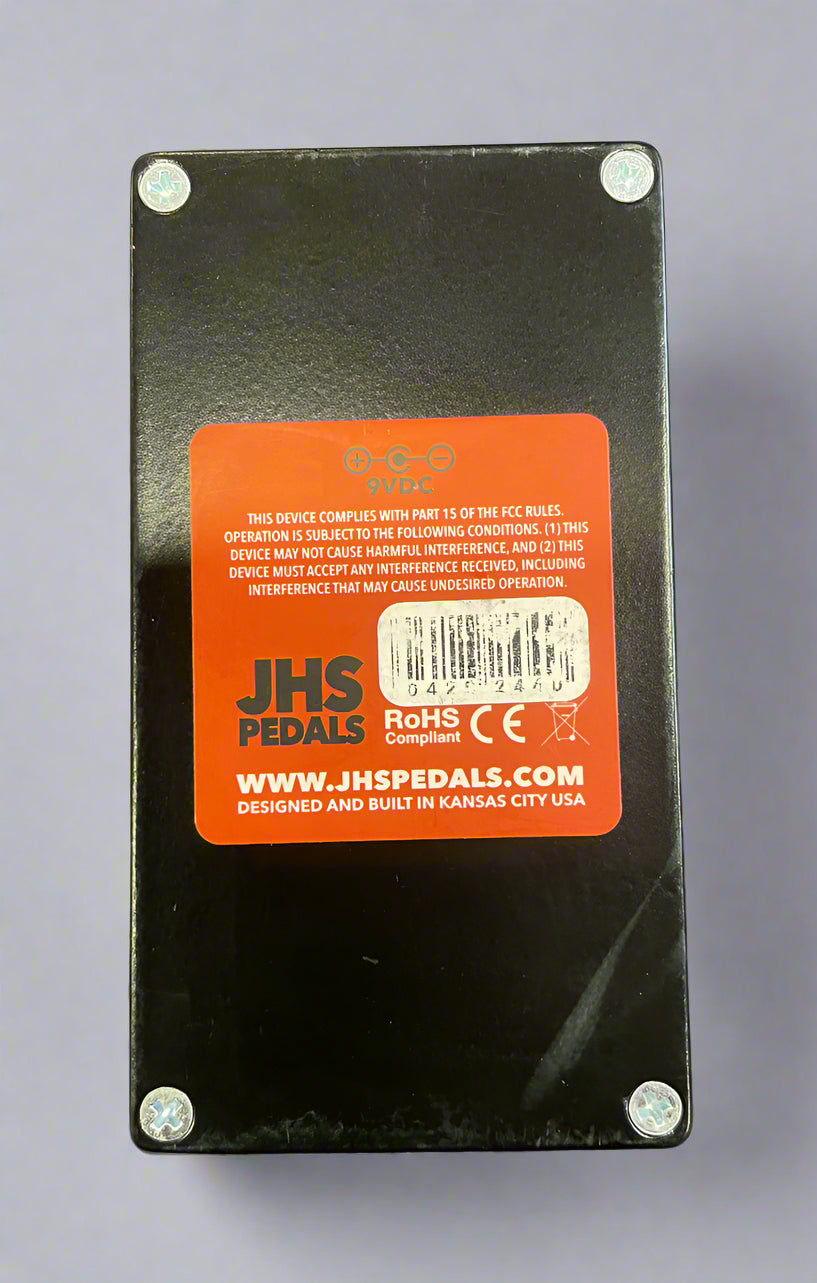 9VDC
THIS DEVICE COMPLIES WITH PART 15 OF THE FCC RULES.
OPERATION IS SUBJECT TO THE FOLLOWING CONDITIONS. (1) THIS
DEVICE MAY NOT CAUSE HARMFUL INTERFERENCE, AND (2) THIS
DEVICE MUST ACCEPT ANY INTERFERENCE RECEIVED, INCLUDING
INTERFERENCE THAT MAY CAUSE UNDESIRED OPERATION.
JHS
PEDALS
RoHS
Compliant
CE
WWW.JHSPEDALS.COM
DESIGNED AND BUILT IN KANSAS CITY USA